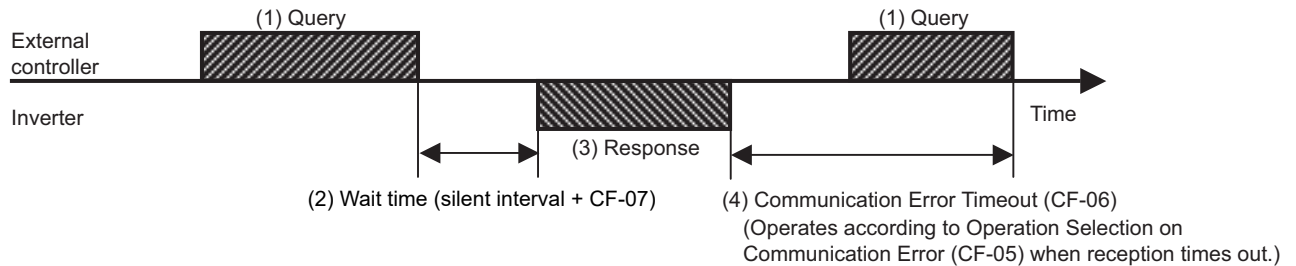 (1) Query
(1) Query
External
controller
Inverter
Time
(3) Response
(2) Wait time (silent interval + CF-07)
(4) Communication Error Timeout (CF-06)
(Operates according to Operation Selection on
Communication Error (CF-05) when reception times out.)